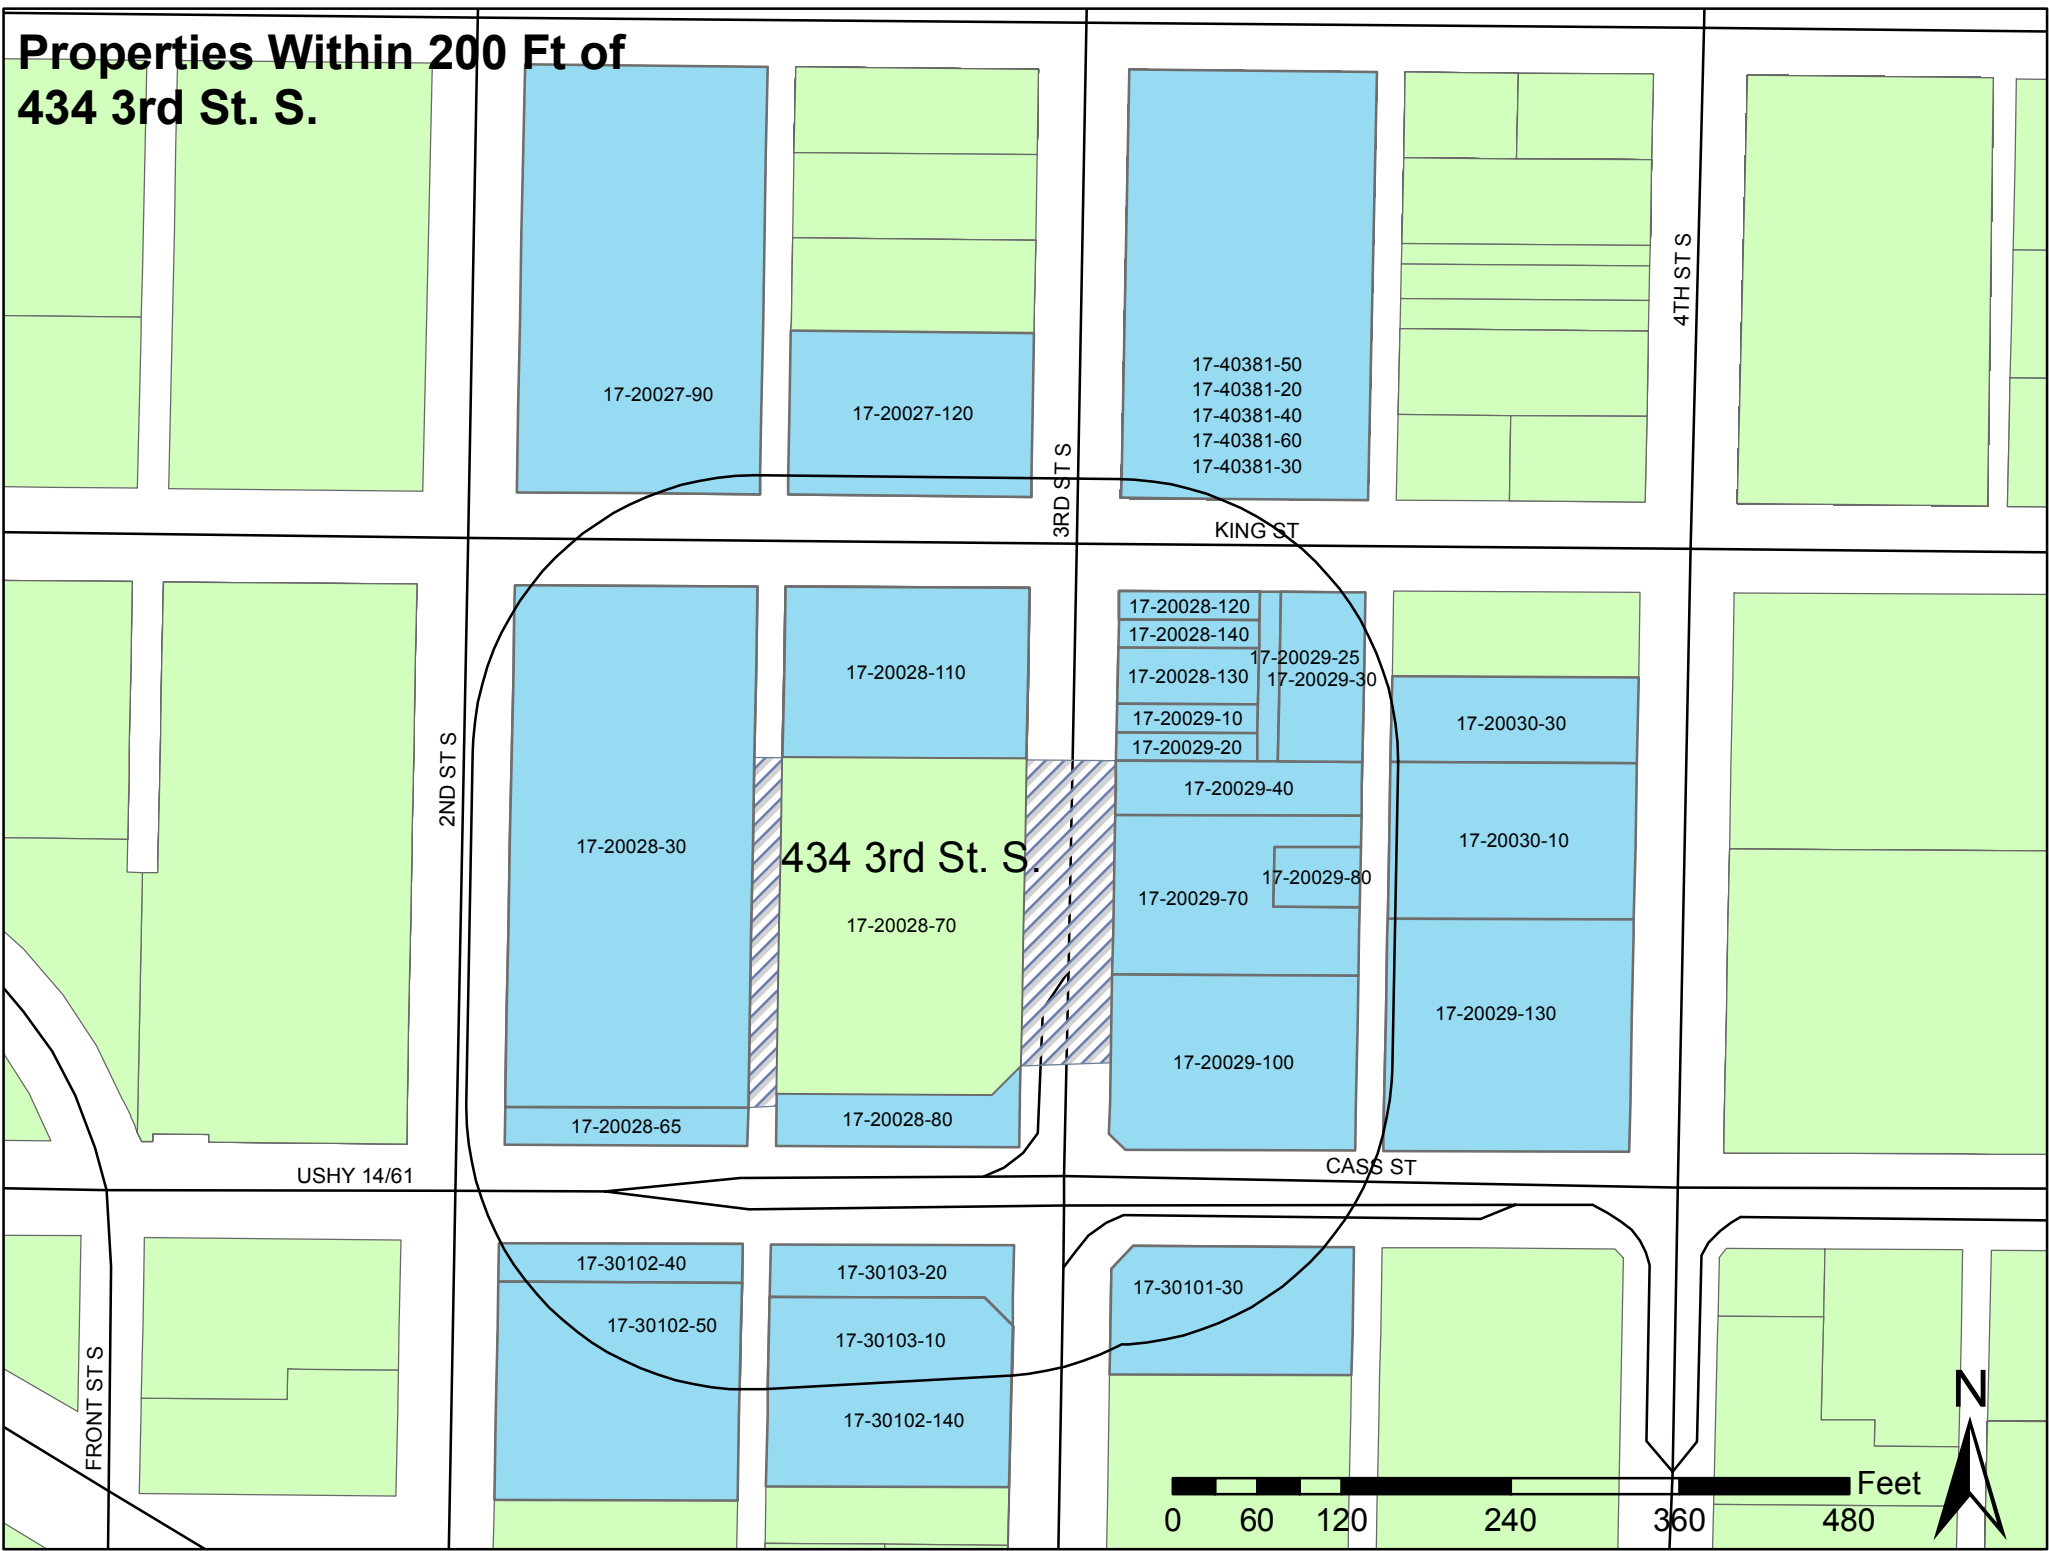 Properties Within 200 Ft of
434 3rd St. S.
17-20027-90
17-20027-120
17-40381-50
17-40381-20
17-40381-40
17-40381-60
17-40381-30
4TH ST S
3RD ST S
KING ST
17-20028-120
17-20028-140
17-20028-130
17-20029-10
17-20029-20
17-20029-25
17-20029-30
17-20028-110
17-20030-30
2ND ST S
17-20029-40
17-20028-30
434 3rd St. S.
17-20030-10
17-20029-80
17-20029-70
17-20028-70
17-20029-130
17-20029-100
17-20028-65
17-20028-80
USHY 14/61
CASS ST
17-30102-40
17-30103-20
17-30101-30
17-30102-50
17-30103-10
FRONT ST S
17-30102-140
N
Feet
0 60 120 240 360 480